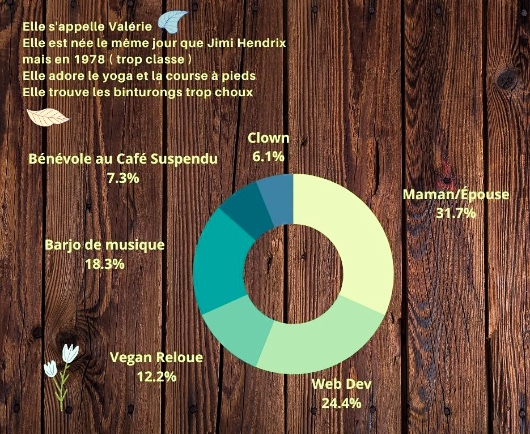 Elle s'appelle Valérie
Elle est née le même jour que Jimi Hendrix
mais en 1978 ( trop classe )
Elle adore le yoga et la course à pieds
Elle trouve les binturongs trop choux
Clown
6.1%
Bénévole au Café Suspendu
7.3%
Maman/Épouse
31.7%
Barjo de musique
18.3%
Vegan Reloue
12.2%
Web Dev
24.4%